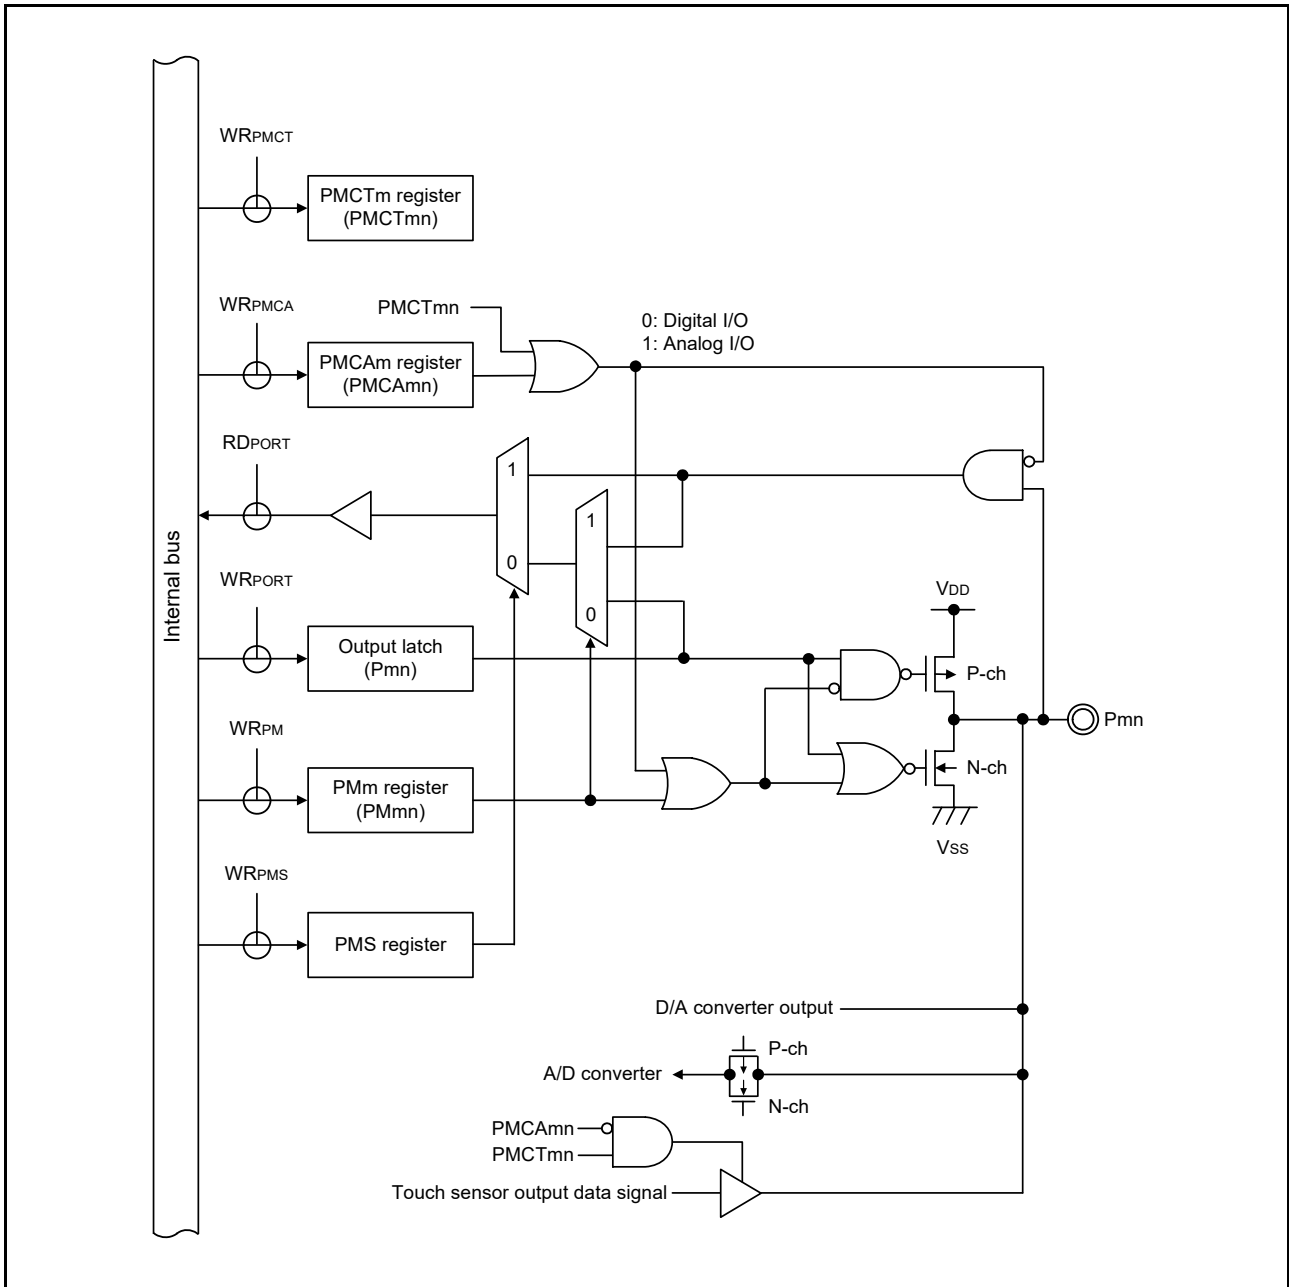 WRPMCT
PMCTm register
(PMCTmn)
WRPMCA
PMCTmn
0: Digital I/O
1: Analog I/O
PMCAm register
(PMCAmn)
RDPORT
1
1
0
0
Internal bus
WRPORT
VDD
Output latch
(Pmn)
P-ch
Pmn
WRPM
N-ch
PMm register
(PMmn)
VSS
WRPMS
PMS register
D/A converter output
P-ch
A/D converter
N-ch
PMCAmn
PMCTmn
Touch sensor output data signal